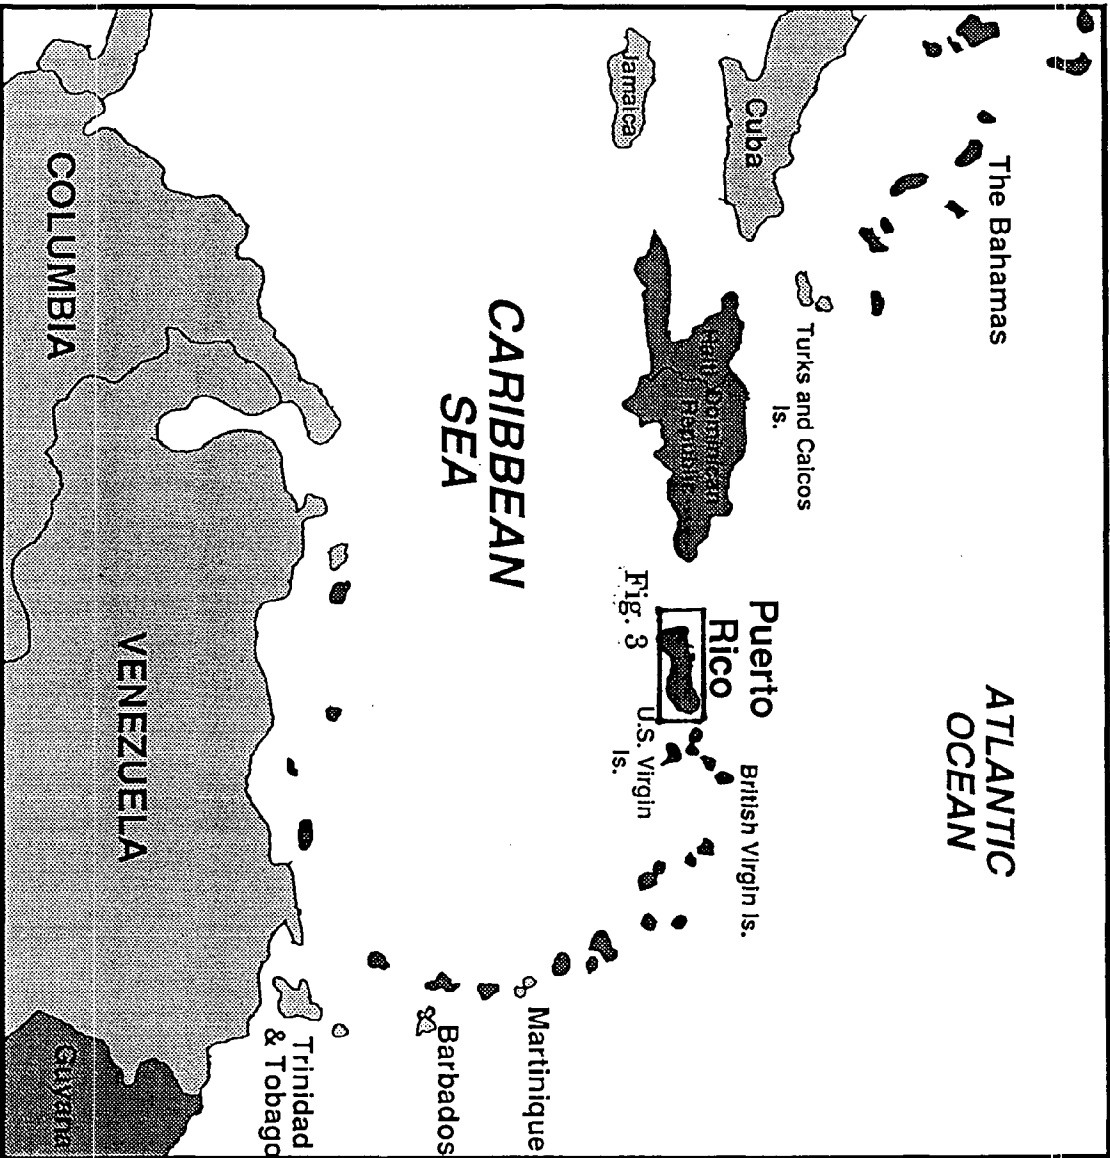 The Bahamas
ATLANTIC
OCEAN
Turks and Caicos
Is.
Cuba
Jamaica
Haiti
Dominican
Republic
Puerto
Rico
Fig. 3
British Virgin Is.
U.S. Virgin
Is.
CARIBBEAN
SEA
Martinique
Barbados
Trinidad
& Tobago
COLUMBIA
VENEZUELA
Guyana